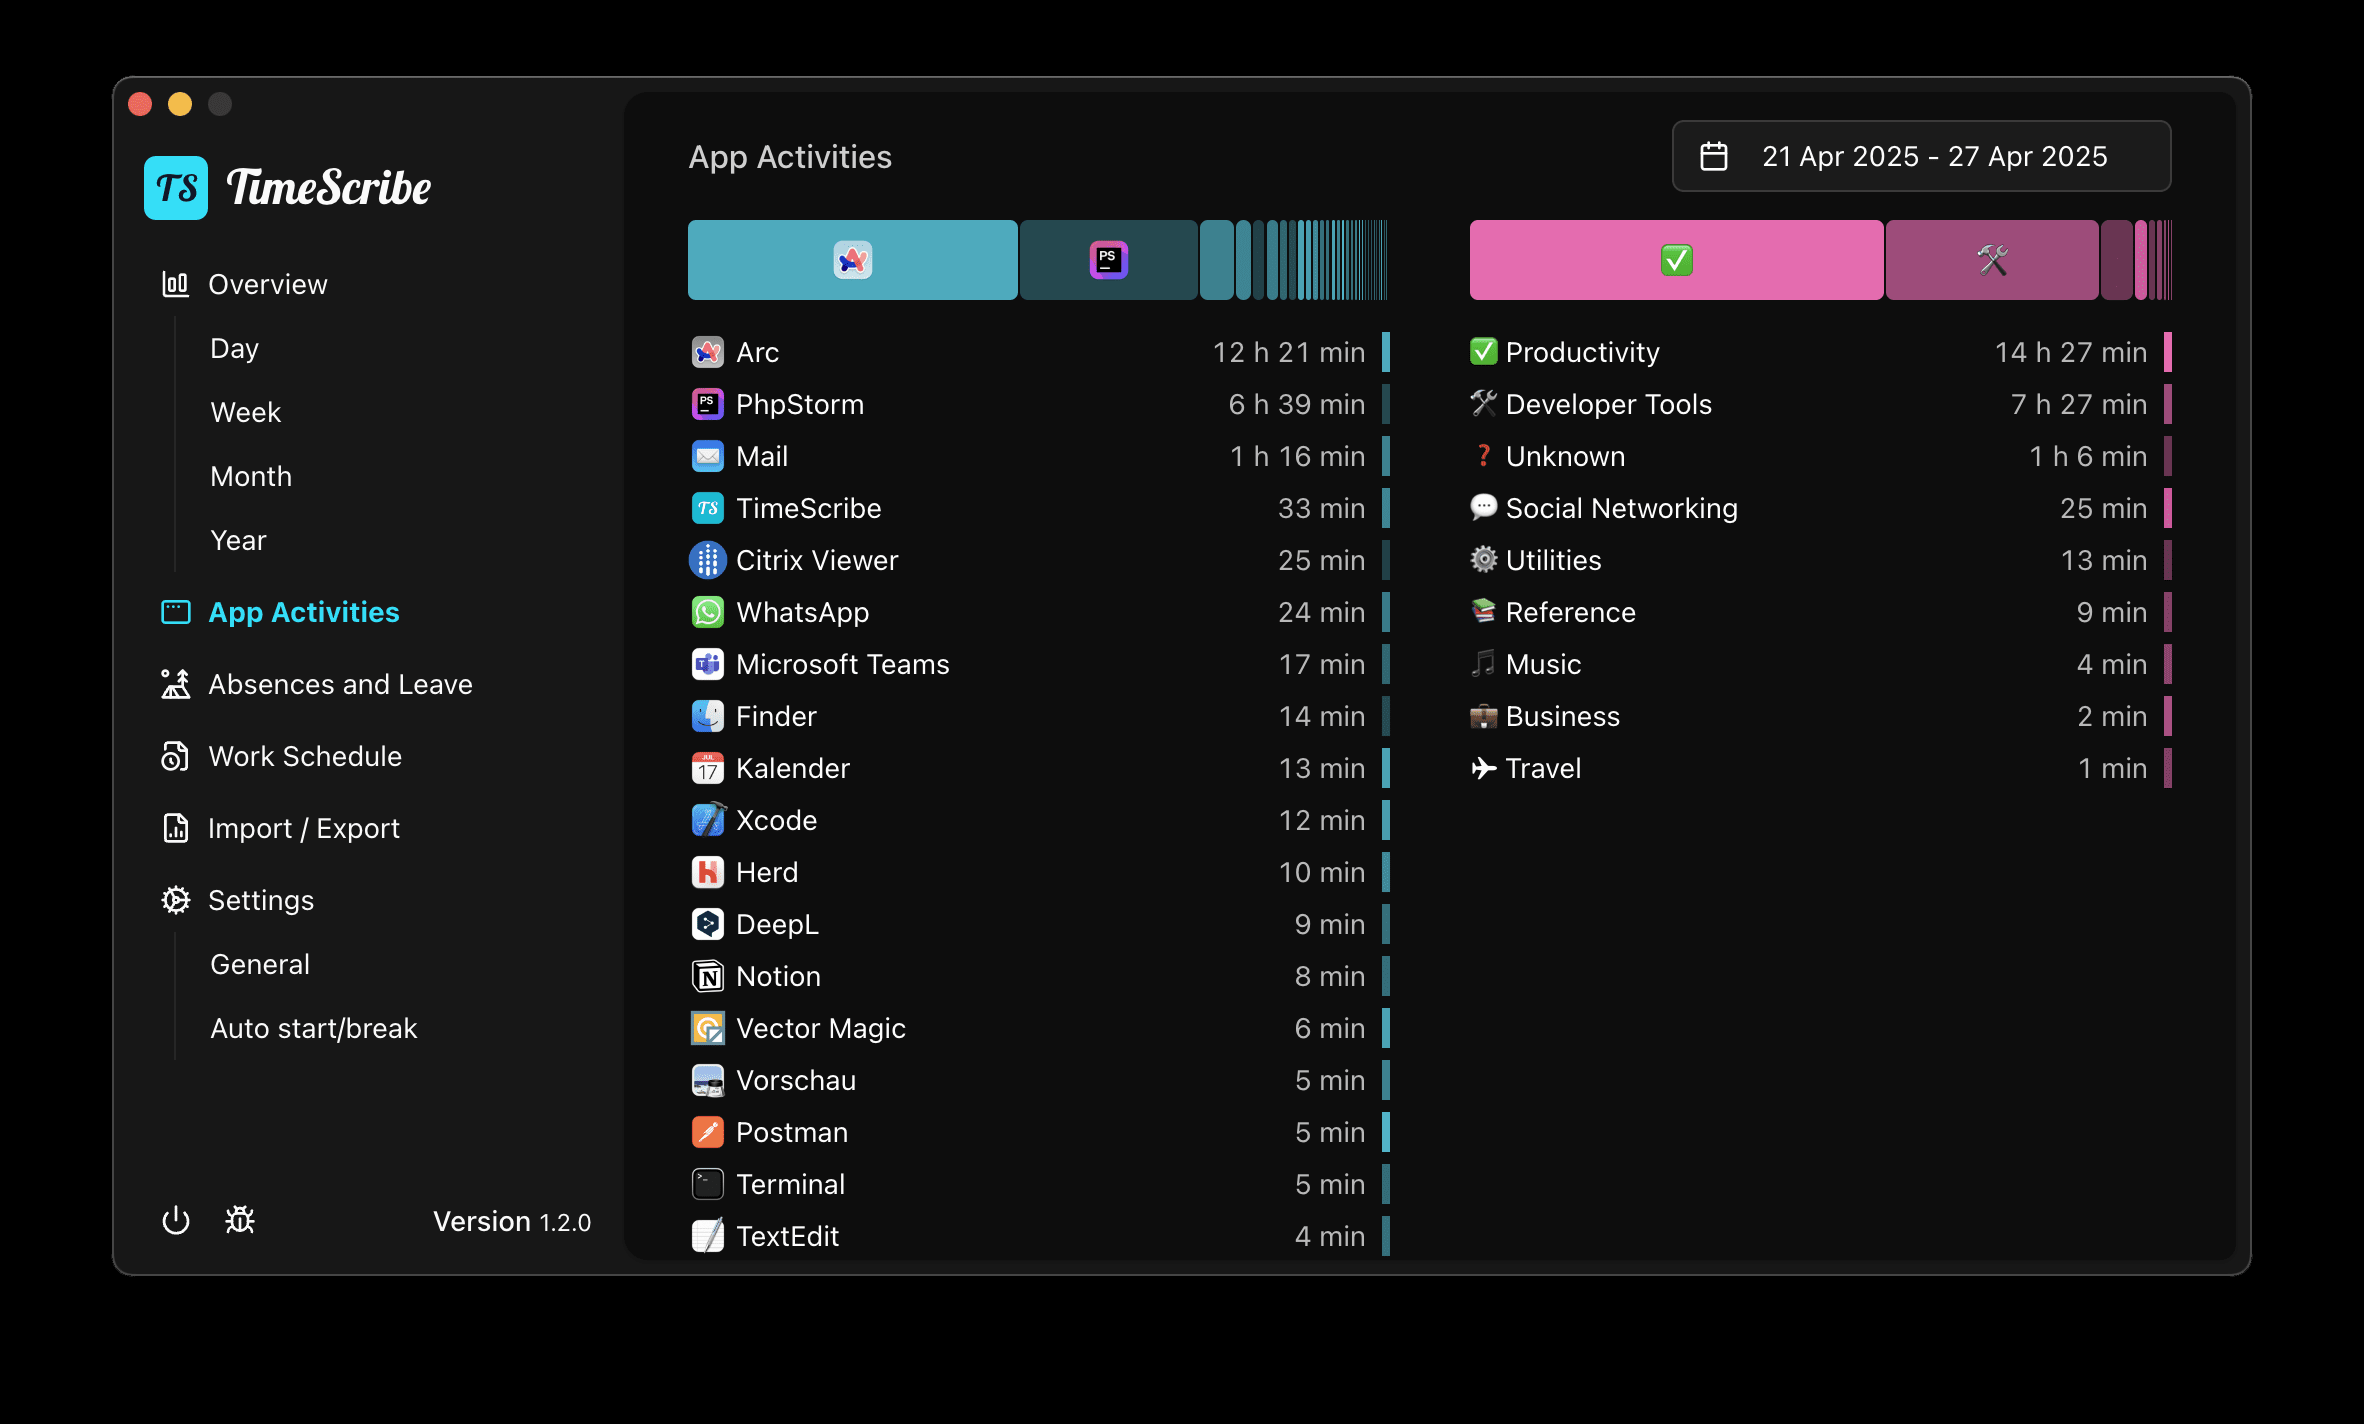 TS TimeScribe
Overview
Day
Week
Month
Year
App Activities
Absences and Leave
Work Schedule
Import / Export
Settings
General
Auto start/break
Version 1.2.0
App Activities
21 Apr 2025 - 27 Apr 2025
PS
Arc 12 h 21 min
PS PhpStorm 6 h 39 min
Mail 1 h 16 min
TS TimeScribe 33 min
Citrix Viewer 25 min
WhatsApp 24 min
T Microsoft Teams 17 min
Finder 14 min
JUL 17 Kalender 13 min
Xcode 12 min
Herd 10 min
DeepL 9 min
N Notion 8 min
Vector Magic 6 min
Vorschau 5 min
Postman 5 min
>_ Terminal 5 min
TextEdit 4 min
✅ Productivity 14 h 27 min
🛠 Developer Tools 7 h 27 min
❓ Unknown 1 h 6 min
💬 Social Networking 25 min
⚙️ Utilities 13 min
📚 Reference 9 min
🎵 Music 4 min
💼 Business 2 min
✈ Travel 1 min